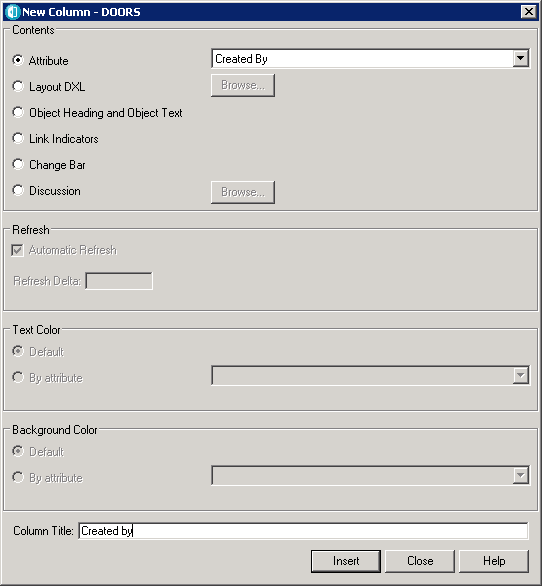 New Column - DOORS
Contents
Attribute
Created By
Layout DXL
Browse...
Object Heading and Object Text
Link Indicators
Change Bar
Discussion
Browse...
Refresh
Automatic Refresh
Refresh Delta:
Text Color
Default
By attribute
Background Color
Default
By attribute
Column Title: Created by
Insert Close Help